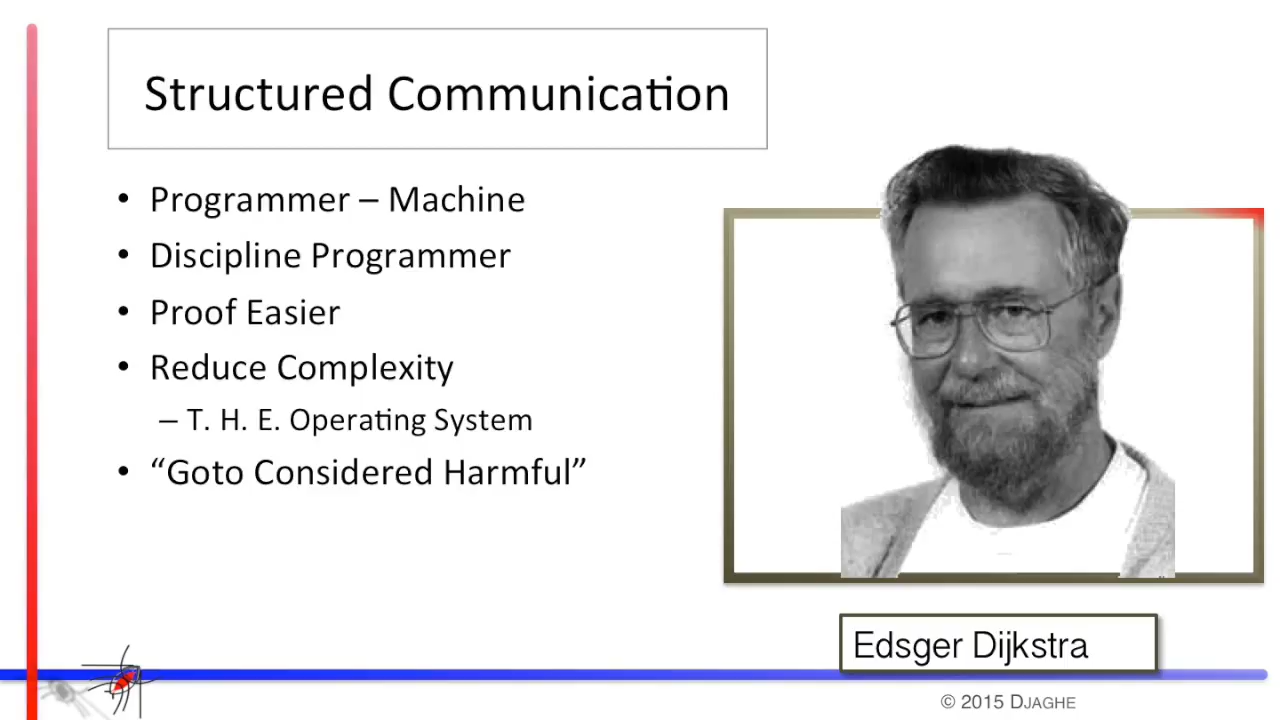 Structured Communication
• Programmer – Machine
• Discipline Programmer
• Proof Easier
• Reduce Complexity
– T. H. E. Operating System
• “Goto Considered Harmful”
Edsger Dijkstra
© 2015 DJAGHE